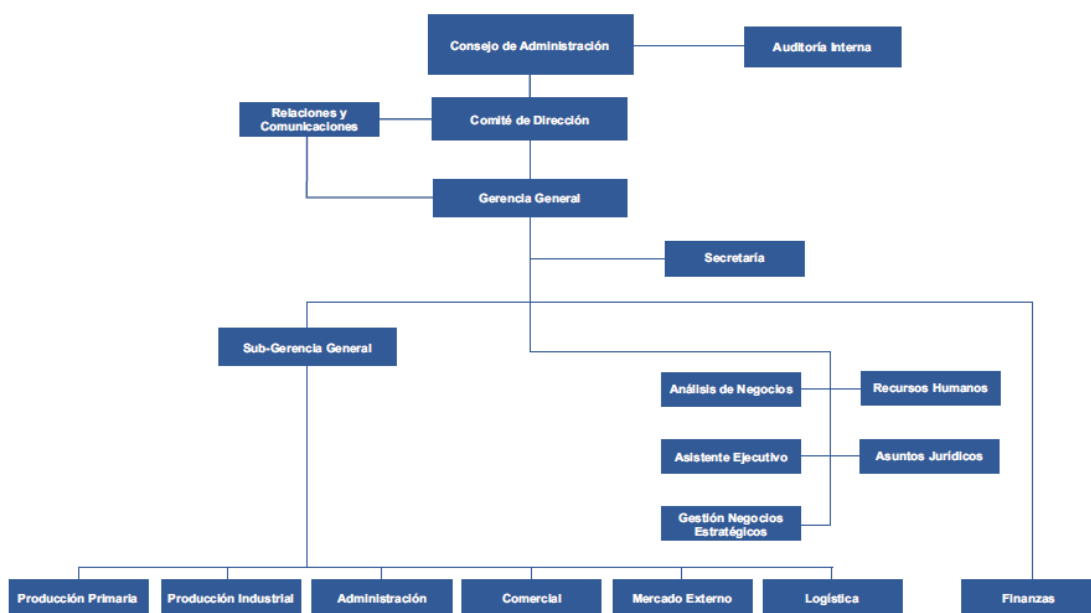 Consejo de Administración
Auditoría Interna
Relaciones y
Comunicaciones
Comité de Dirección
Gerencia General
Secretaría
Sub-Gerencia General
Análisis de Negocios
Recursos Humanos
Asistente Ejecutivo
Asuntos Jurídicos
Gestión Negocios
Estratégicos
Producción Primaria
Producción Industrial
Administración
Comercial
Mercado Externo
Logística
Finanzas